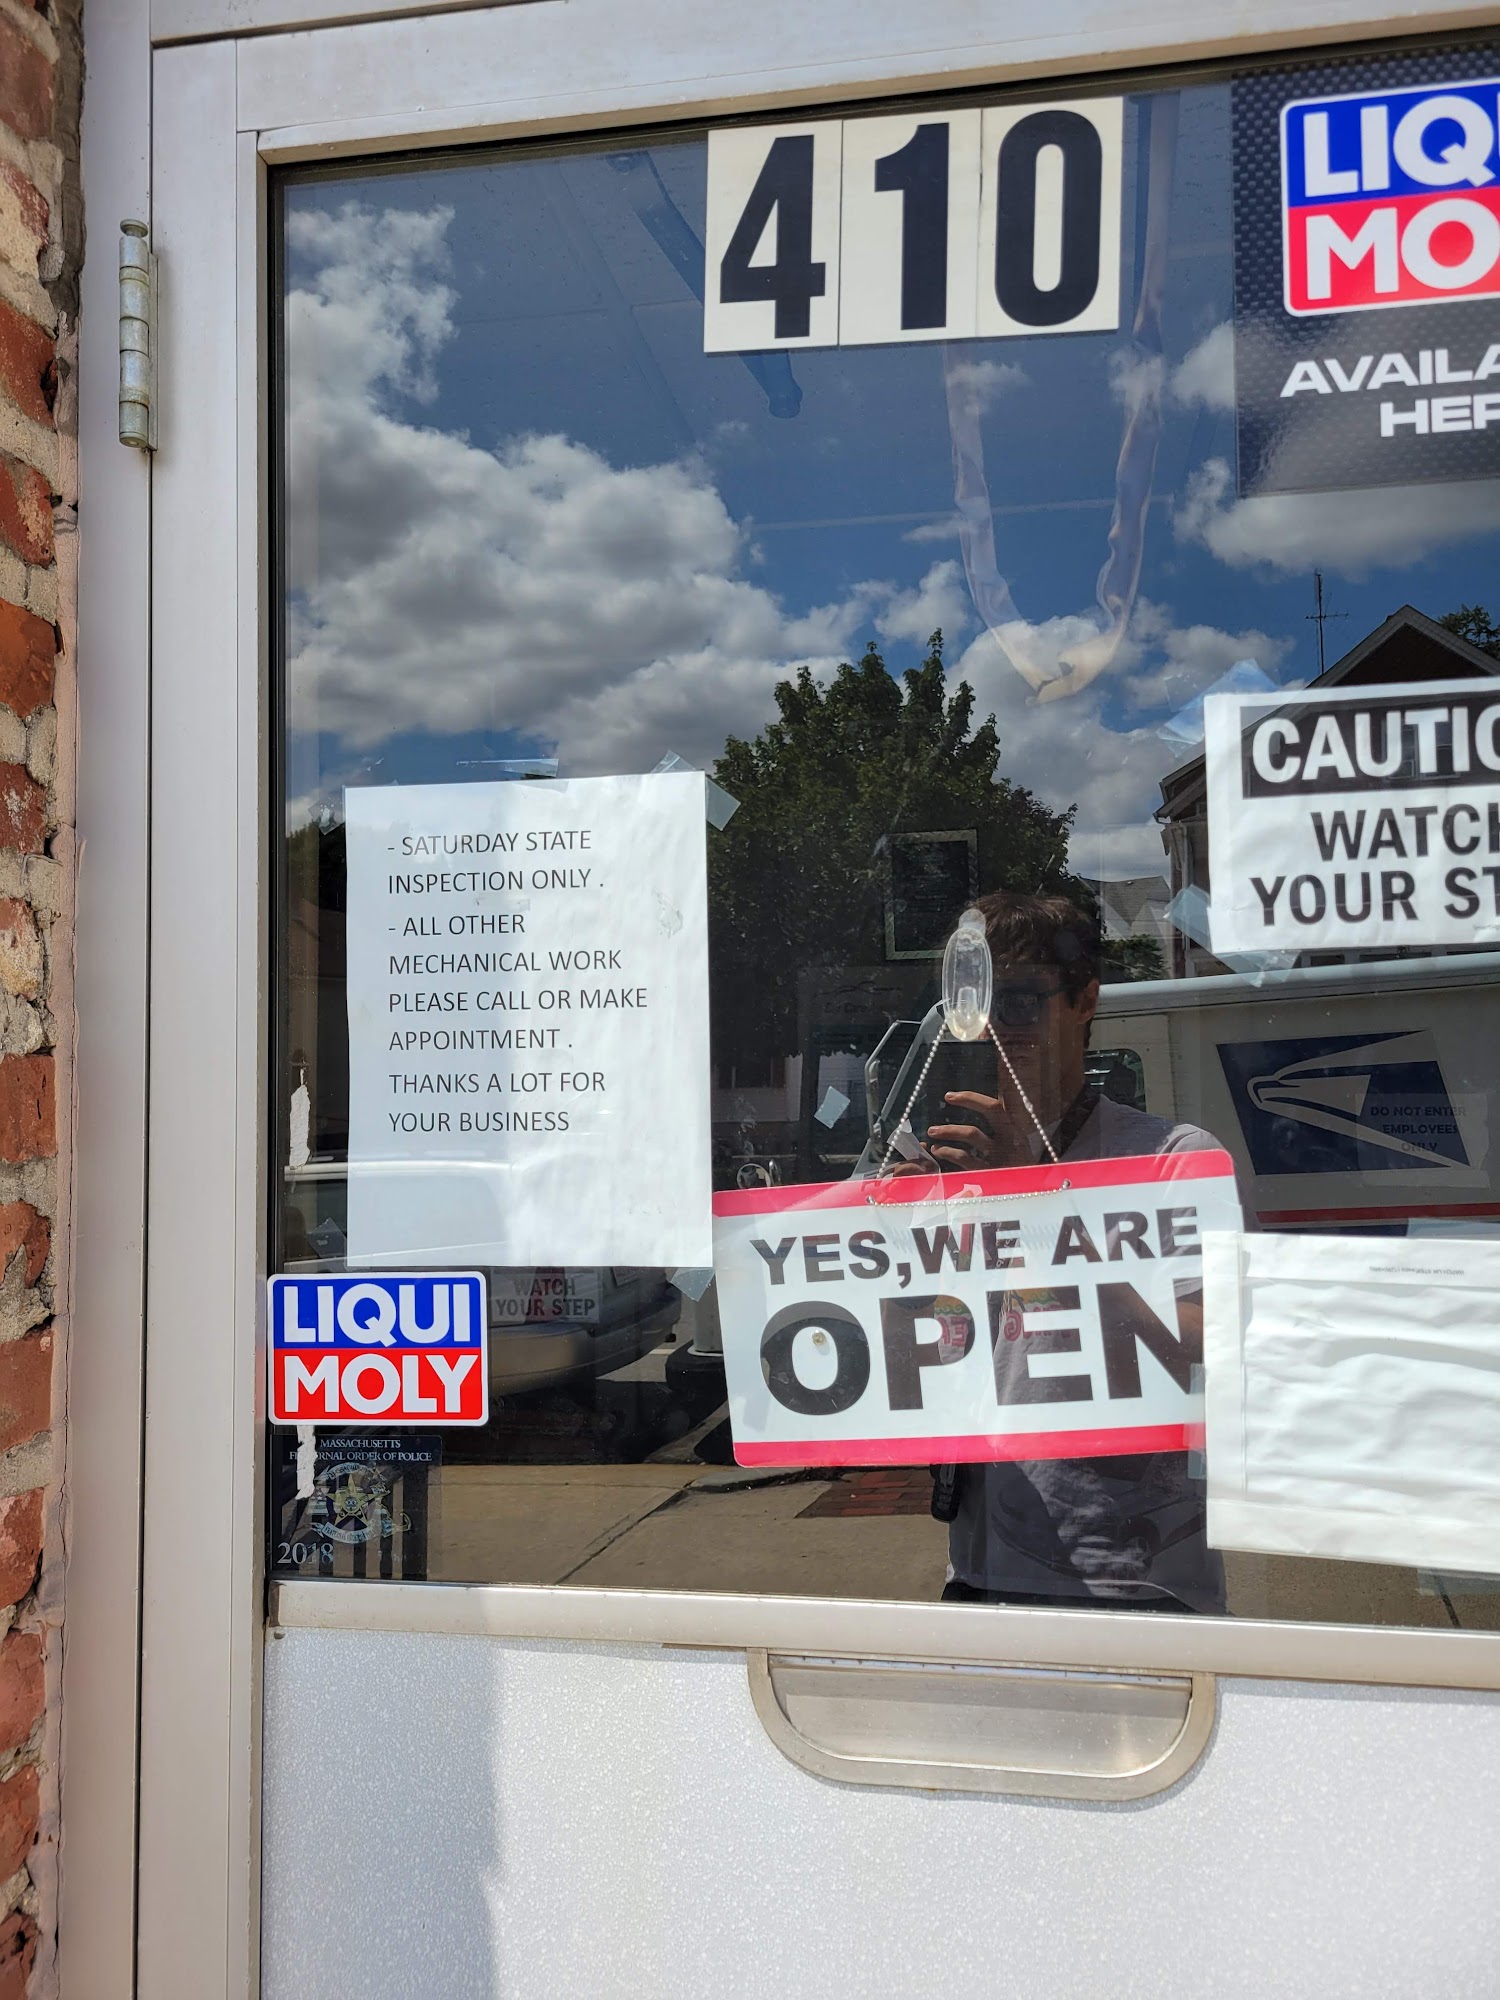 410
LIQ
MO
AVAILA
HER
CAUTIO
WATCH
YOUR ST
- SATURDAY STATE
INSPECTION ONLY .
- ALL OTHER
MECHANICAL WORK
PLEASE CALL OR MAKE
APPOINTMENT .
THANKS A LOT FOR
YOUR BUSINESS
DO NOT ENTER
EMPLOYEES
ONLY
YES,WE ARE
OPEN
WATCH
YOUR STEP
LIQUI
MOLY
MASSACHUSETTS
FRATERNAL ORDER OF POLICE
2018